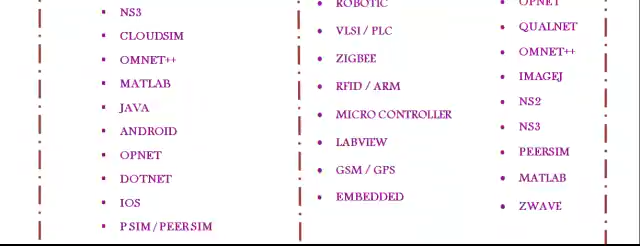 NS3
CLOUDSIM
OMNET++
MATLAB
JAVA
ANDROID
OPNET
DOTNET
IOS
PSIM / PEERSIM
ROBOTIC
VLSI / PLC
ZIGBEE
RFID / ARM
MICRO CONTROLLER
LABVIEW
GSM / GPS
EMBEDDED
OPNET
QUALNET
OMNET++
IMAGEJ
NS2
NS3
PEERSIM
MATLAB
ZWAVE